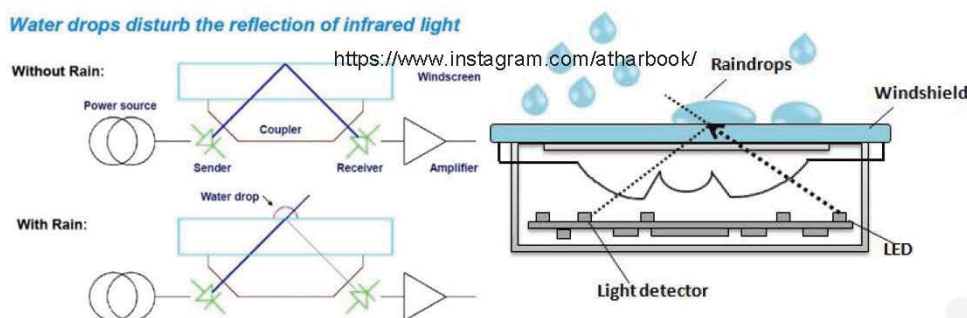 Water drops disturb the reflection of infrared light
https://www.instagram.com/atharbook/
Without Rain:
Windscreen
Power source
Coupler
Sender
Receiver
Amplifier
Water drop
With Rain:
Raindrops
Windshield
LED
Light detector